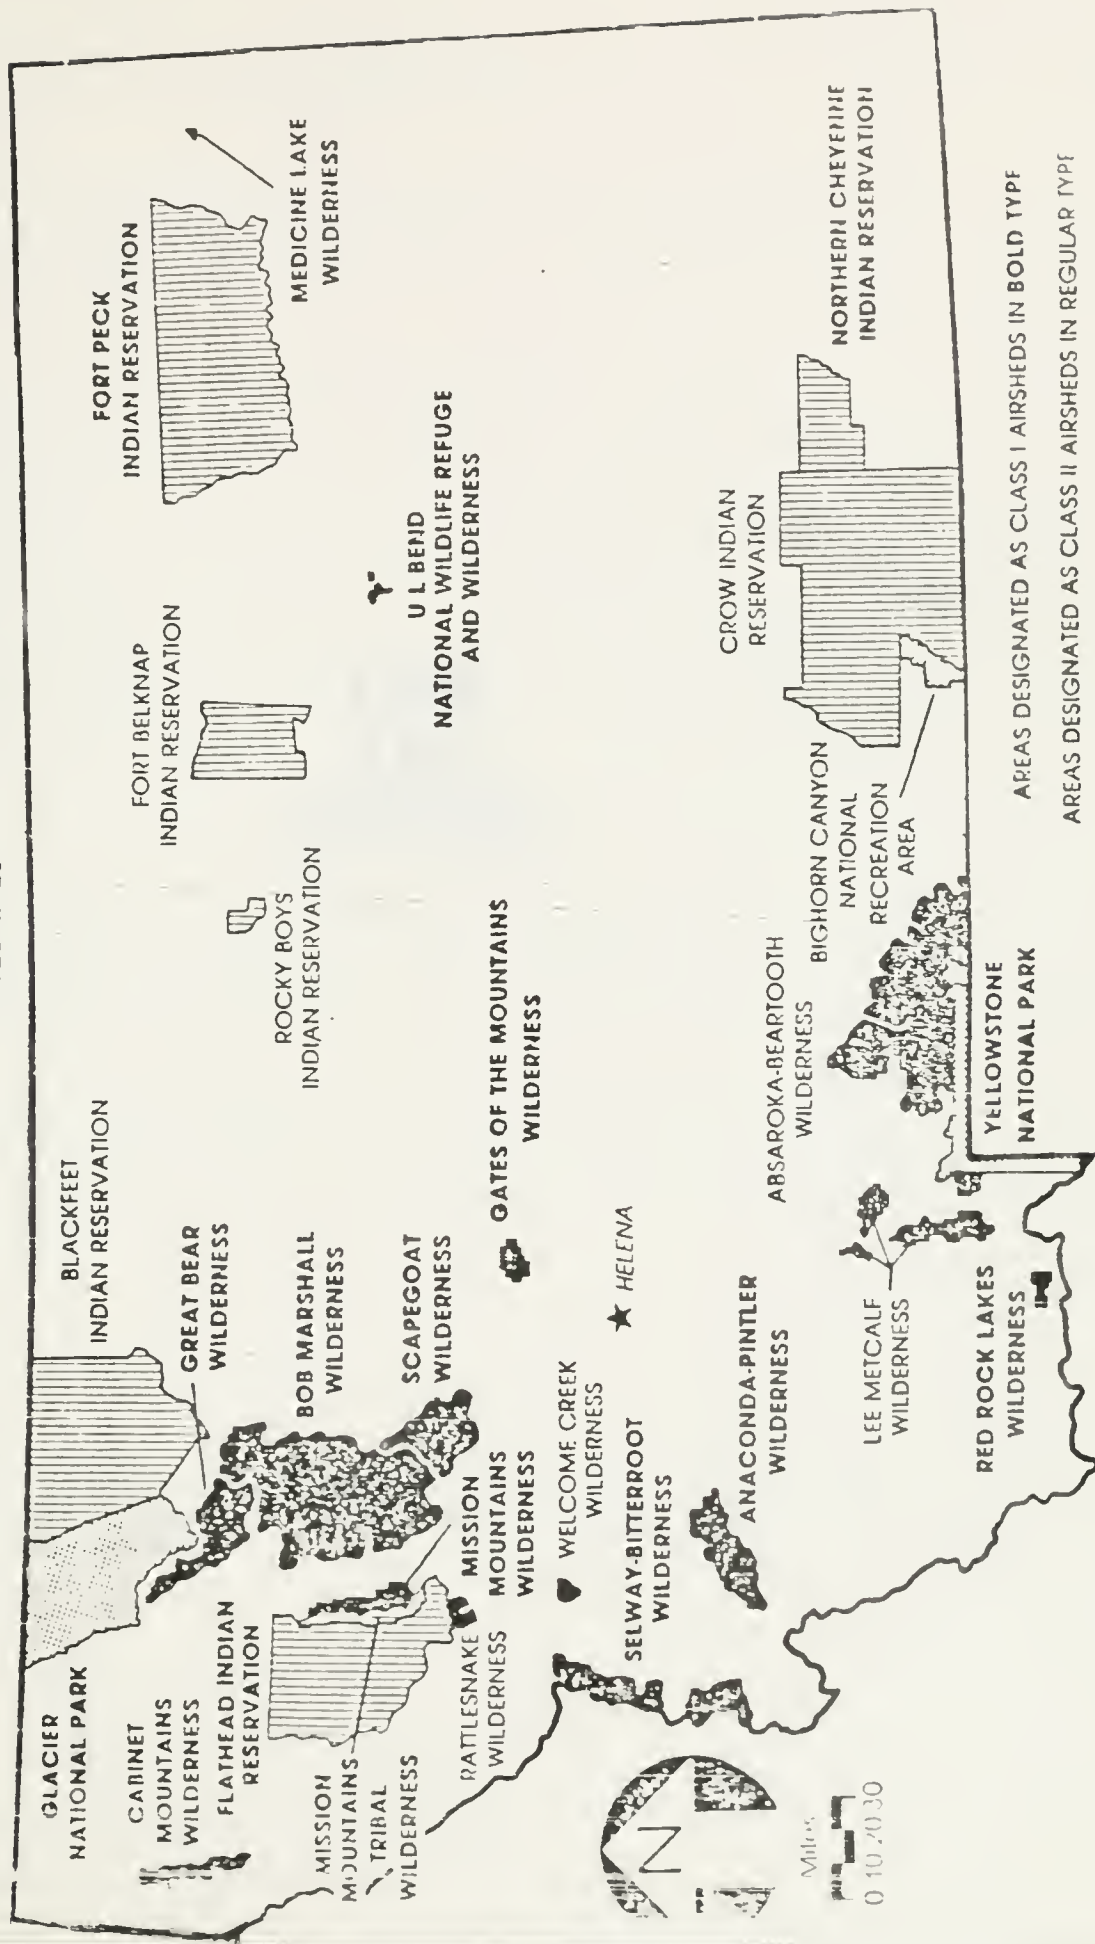 GLACIER
NATIONAL PARK
CABINET
MOUNTAINS
WILDERNESS
FLATHEAD INDIAN
RESERVATION
MISSION
MOUNTAINS
TRIBAL
WILDERNESS
RATTLESNAKE
WILDERNESS
BLACKFEET
INDIAN RESERVATION
GREAT BEAR
WILDERNESS
BOB MARSHALL
WILDERNESS
SCAPEGOAT
WILDERNESS
MISSION
MOUNTAINS
WILDERNESS
WELCOME CREEK
WILDERNESS
SELWAY-BITTERROOT
WILDERNESS
ANACONDA-PINTLER
WILDERNESS
GATES OF THE MOUNTAINS
WILDERNESS
HELENA
ROCKY BOYS
INDIAN RESERVATION
FORT BELKNAP
INDIAN RESERVATION
FORT PECK
INDIAN RESERVATION
MEDICINE LAKE
WILDERNESS
U L BEND
NATIONAL WILDLIFE REFUGE
AND WILDERNESS
CROW INDIAN
RESERVATION
NORTHERN CHEYENNE
INDIAN RESERVATION
BIGHORN CANYON
NATIONAL
RECREATION
AREA
ABSAROKA-BEARTOOTH
WILDERNESS
YELLOWSTONE
NATIONAL PARK
LEE METCALF
WILDERNESS
RED ROCK LAKES
WILDERNESS
N
Miles
0 10 20 30
AREAS DESIGNATED AS CLASS I AIRSHEDS IN BOLD TYPE
AREAS DESIGNATED AS CLASS II AIRSHEDS IN REGULAR TYPE